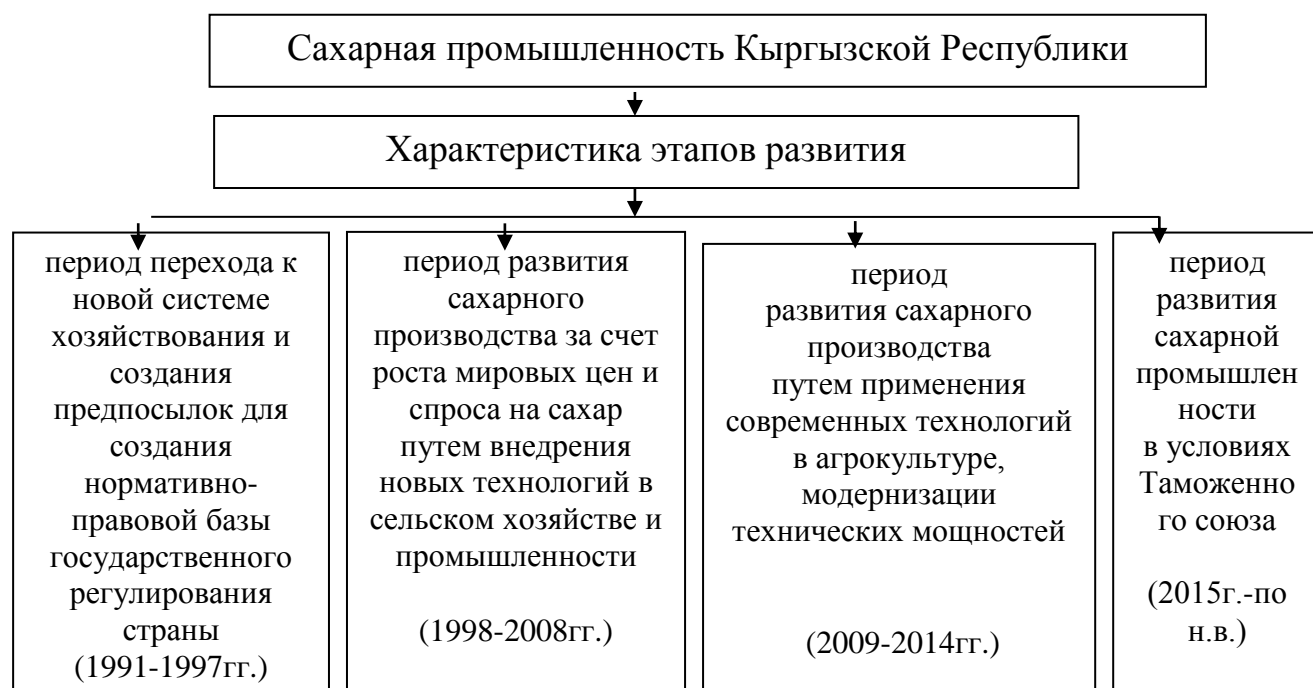 Сахарная промышленность Кыргызской Республики
Характеристика этапов развития
период перехода к
новой системе
хозяйствования и
создания
предпосылок для
создания
нормативно-
правовой базы
государственного
регулирования
страны
(1991-1997гг.)
период развития
сахарного
производства за счет
роста мировых цен и
спроса на сахар
путем внедрения
новых технологий в
сельском хозяйстве и
промышленности
(1998-2008гг.)
период
развития сахарного
производства
путем применения
современных технологий
в агрокультуре,
модернизации
технических мощностей
(2009-2014гг.)
период
развития
сахарной
промышлен
ности
в условиях
Таможенно
го союза
(2015г.-по
н.в.)